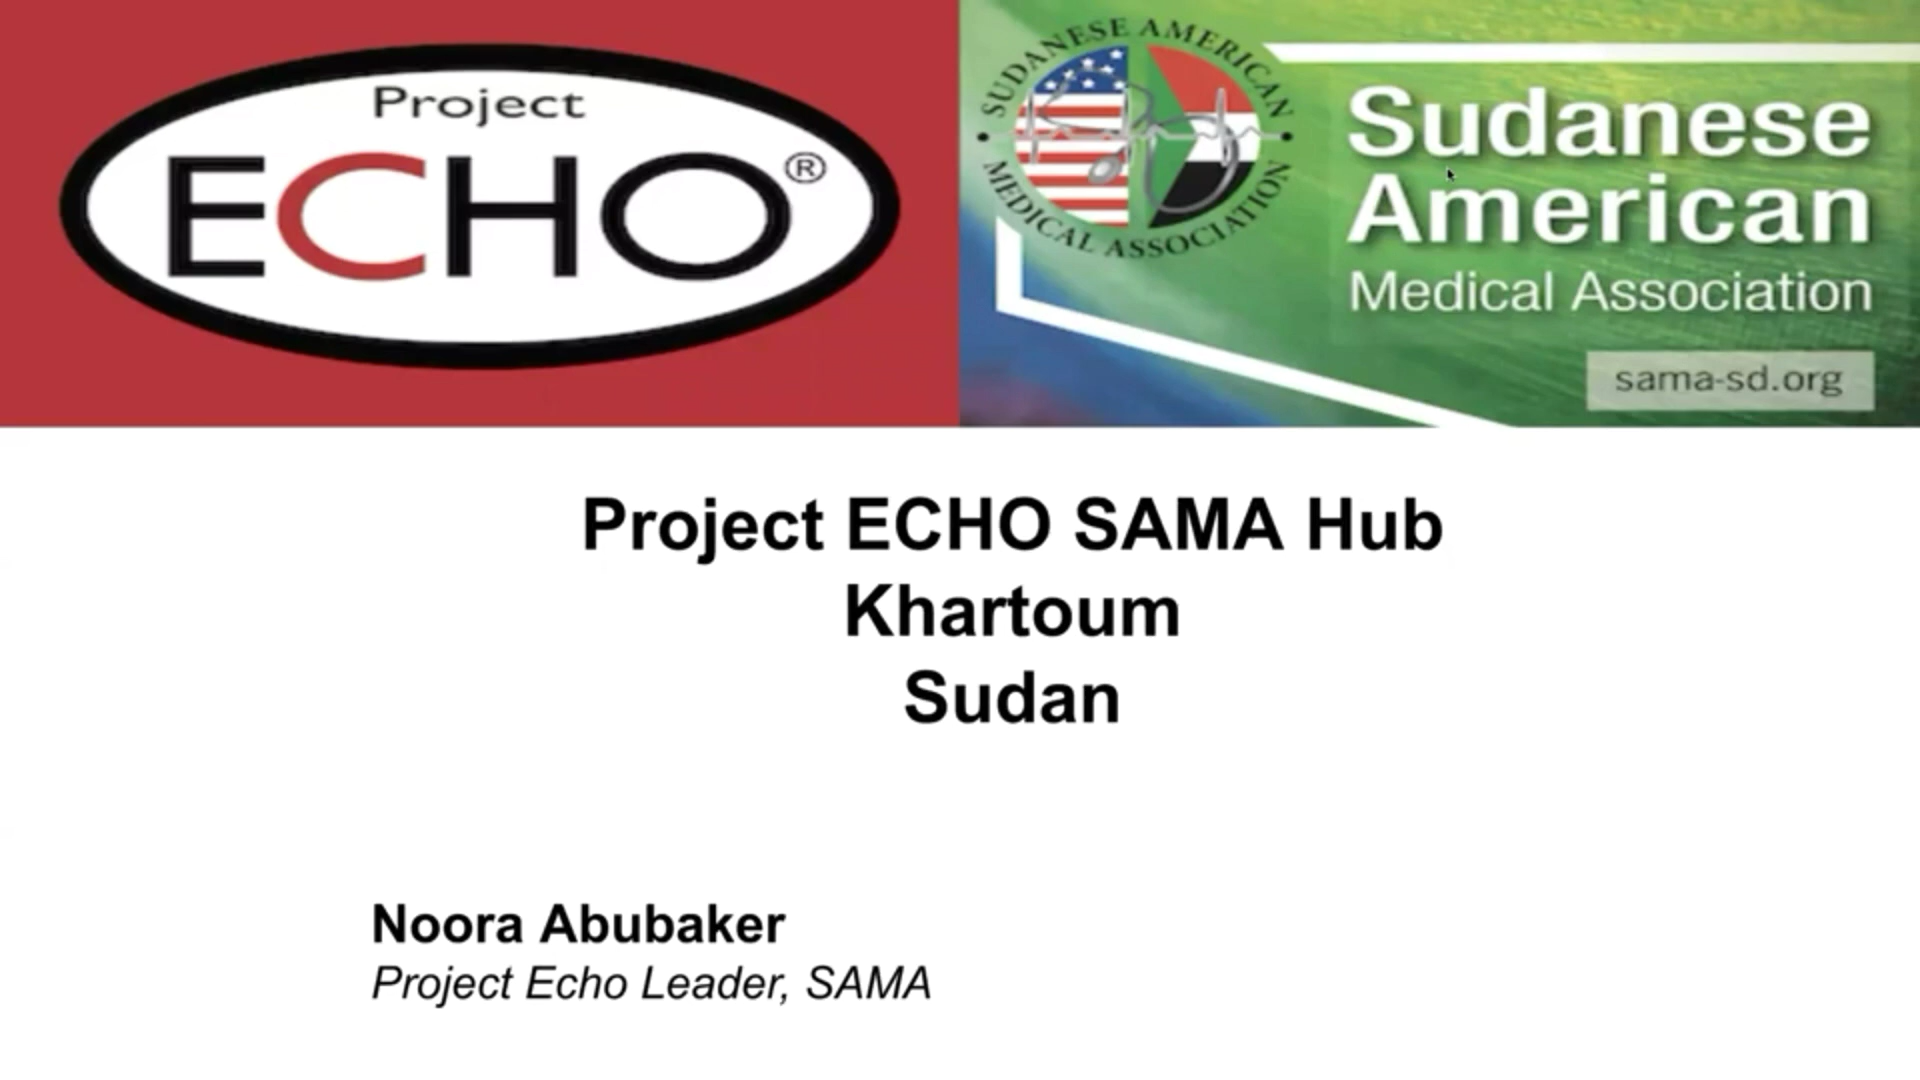 Project
ECHO®
SUDANESE AMERICAN
MEDICAL ASSOCIATION
Sudanese
American
Medical Association
sama-sd.org
Project ECHO SAMA Hub
Khartoum
Sudan
Noora Abubaker
Project Echo Leader, SAMA